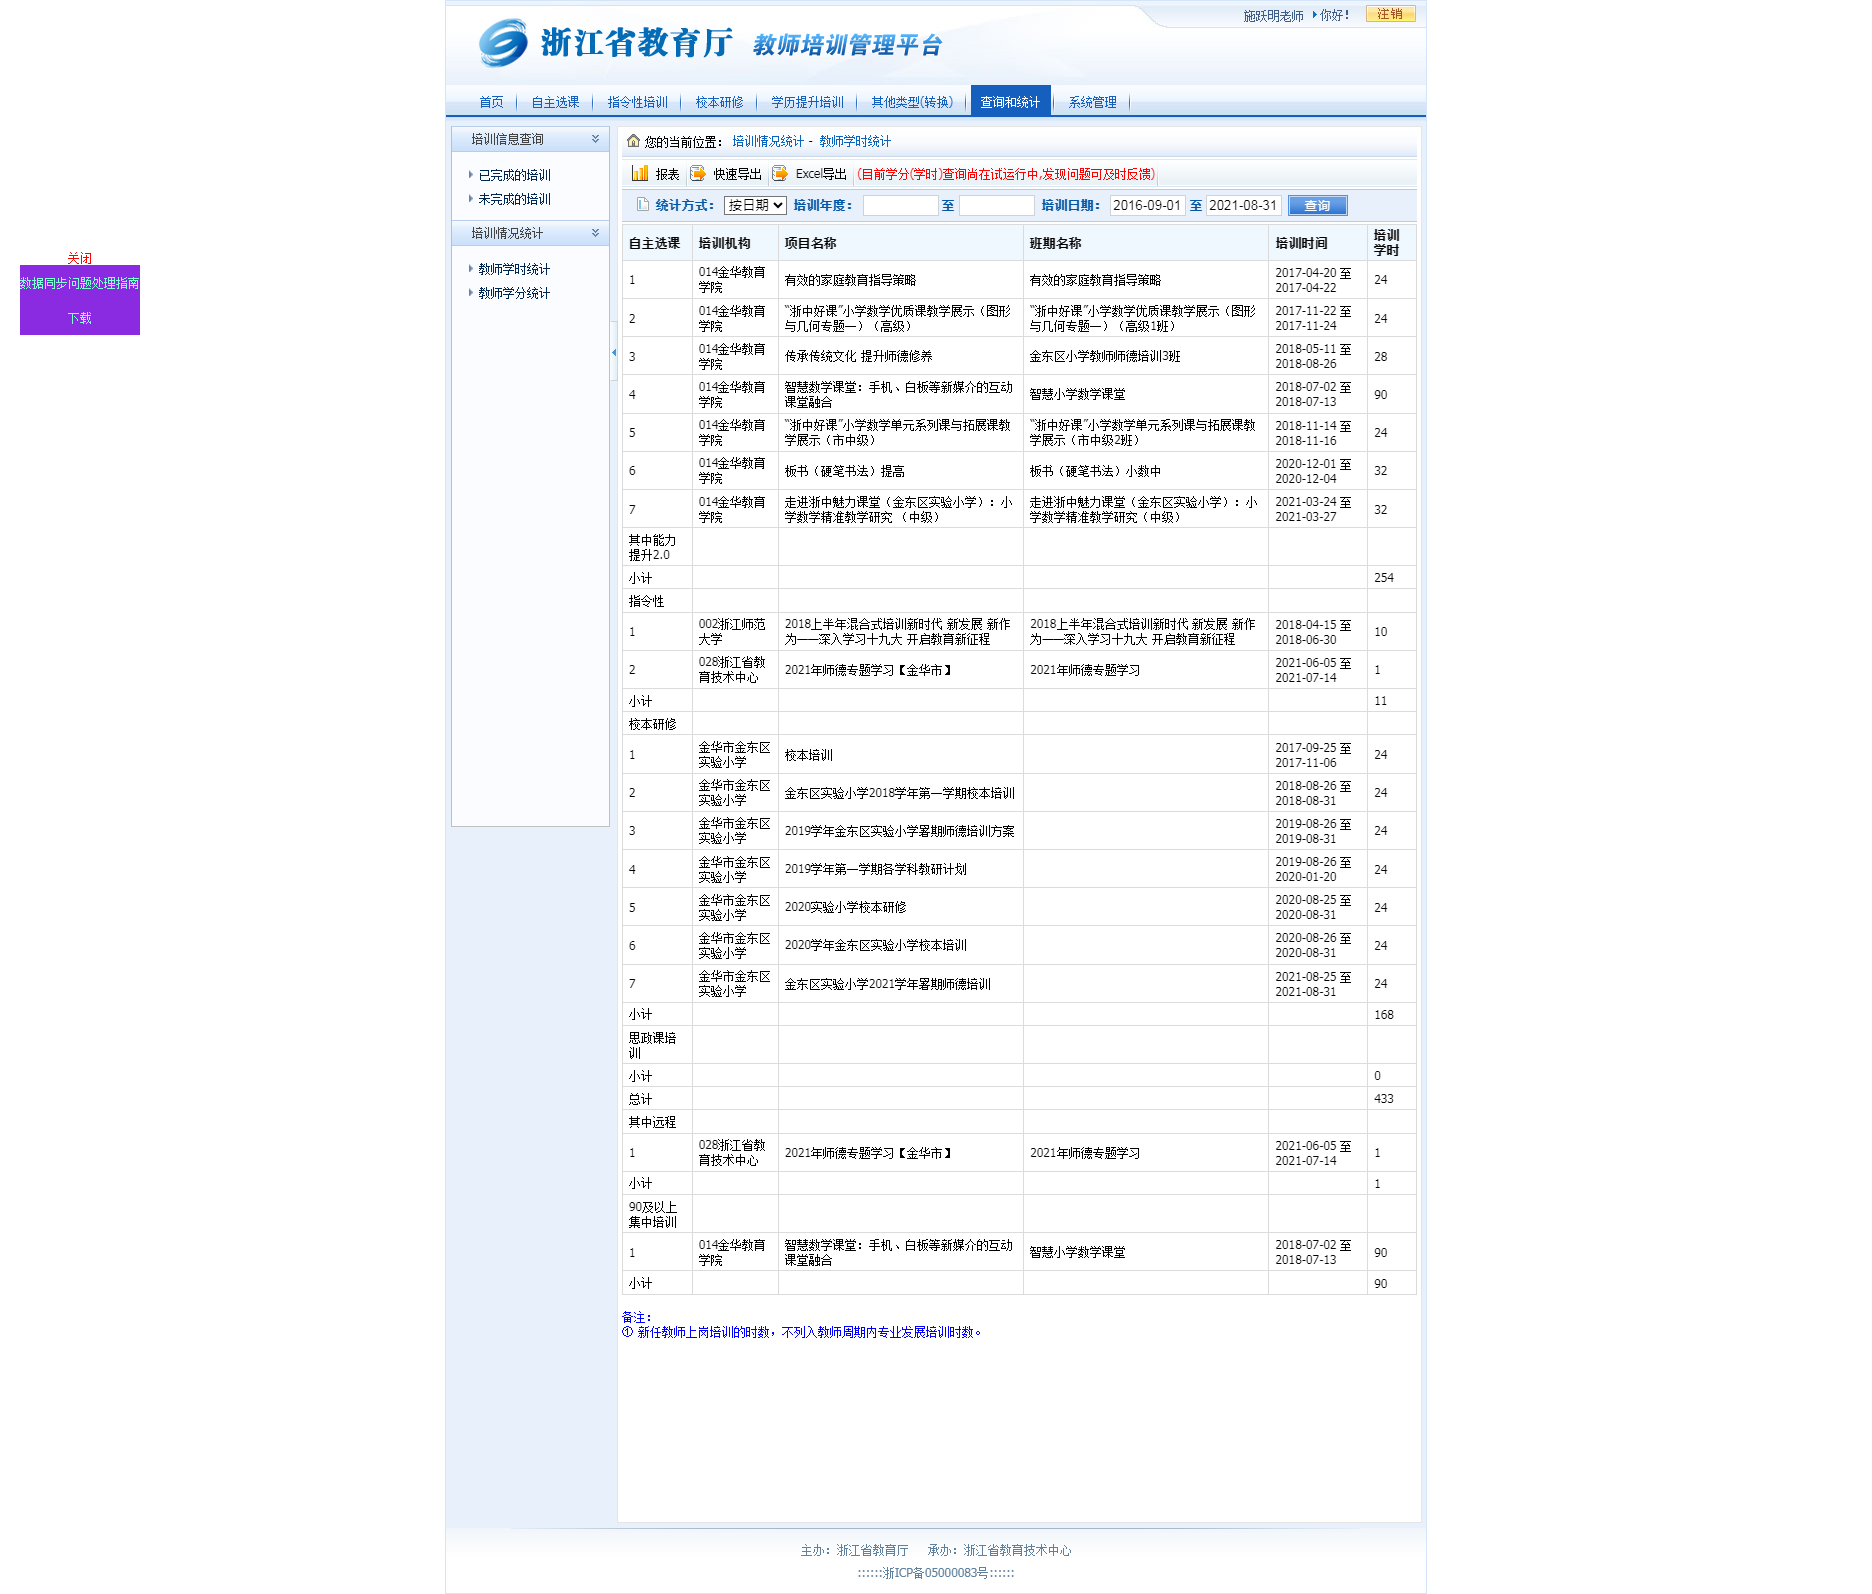 施跃明老师 你好! 注销
浙江省教育厅 教师培训管理平台
首页 自主选课 指令性培训 校本研修 学历提升培训 其他类型(转换) 查询和统计 系统管理
培训信息查询
已完成的培训
未完成的培训
培训情况统计
教师学时统计
教师学分统计
关闭
数据同步问题处理指南
下载
您的当前位置: 培训情况统计 - 教师学时统计
报表 快速导出 Excel导出 (目前学分(学时)查询尚在试运行中,发现问题可及时反馈)
统计方式: 按日期 培训年度: 至 培训日期: 2016-09-01 至 2021-08-31 查询
自主选课 培训机构 项目名称 班期名称 培训时间 培训学时
1 014金华教育学院 有效的家庭教育指导策略 有效的家庭教育指导策略 2017-04-20 至 2017-04-22 24
2 014金华教育学院 “浙中好课”小学数学优质课教学展示（图形与几何专题一）（高级） “浙中好课”小学数学优质课教学展示（图形与几何专题一）（高级1班） 2017-11-22 至 2017-11-24 24
3 014金华教育学院 传承传统文化 提升师德修养 金东区小学教师师德培训3班 2018-05-11 至 2018-08-26 28
4 014金华教育学院 智慧数学课堂：手机、白板等新媒介的互动课堂融合 智慧小学数学课堂 2018-07-02 至 2018-07-13 90
5 014金华教育学院 “浙中好课”小学数学单元系列课与拓展课教学展示（市中级） “浙中好课”小学数学单元系列课与拓展课教学展示（市中级2班） 2018-11-14 至 2018-11-16 24
6 014金华教育学院 板书（硬笔书法）提高 板书（硬笔书法）小数中 2020-12-01 至 2020-12-04 32
7 014金华教育学院 走进浙中魅力课堂（金东区实验小学）：小学数学精准教学研究 （中级） 走进浙中魅力课堂（金东区实验小学）：小学数学精准教学研究（中级） 2021-03-24 至 2021-03-27 32
其中能力提升2.0
小计 254
指令性
1 002浙江师范大学 2018上半年混合式培训新时代 新发展 新作为——深入学习十九大 开启教育新征程 2018上半年混合式培训新时代 新发展 新作为——深入学习十九大 开启教育新征程 2018-04-15 至 2018-06-30 10
2 028浙江省教育技术中心 2021年师德专题学习【金华市】 2021年师德专题学习 2021-06-05 至 2021-07-14 1
小计 11
校本研修
1 金华市金东区实验小学 校本培训 2017-09-25 至 2017-11-06 24
2 金华市金东区实验小学 金东区实验小学2018学年第一学期校本培训 2018-08-26 至 2018-08-31 24
3 金华市金东区实验小学 2019学年金东区实验小学暑期师德培训方案 2019-08-26 至 2019-08-31 24
4 金华市金东区实验小学 2019学年第一学期各学科教研计划 2019-08-26 至 2020-01-20 24
5 金华市金东区实验小学 2020实验小学校本研修 2020-08-25 至 2020-08-31 24
6 金华市金东区实验小学 2020学年金东区实验小学校本培训 2020-08-26 至 2020-08-31 24
7 金华市金东区实验小学 金东区实验小学2021学年暑期师德培训 2021-08-25 至 2021-08-31 24
小计 168
思政课培训
小计 0
总计 433
其中远程
1 028浙江省教育技术中心 2021年师德专题学习【金华市】 2021年师德专题学习 2021-06-05 至 2021-07-14 1
小计 1
90及以上集中培训
1 014金华教育学院 智慧数学课堂：手机、白板等新媒介的互动课堂融合 智慧小学数学课堂 2018-07-02 至 2018-07-13 90
小计 90
备注：
① 新任教师上岗培训的时数，不列入教师周期内专业发展培训时数。
主办：浙江省教育厅 承办：浙江省教育技术中心
::::::浙ICP备05000083号::::::